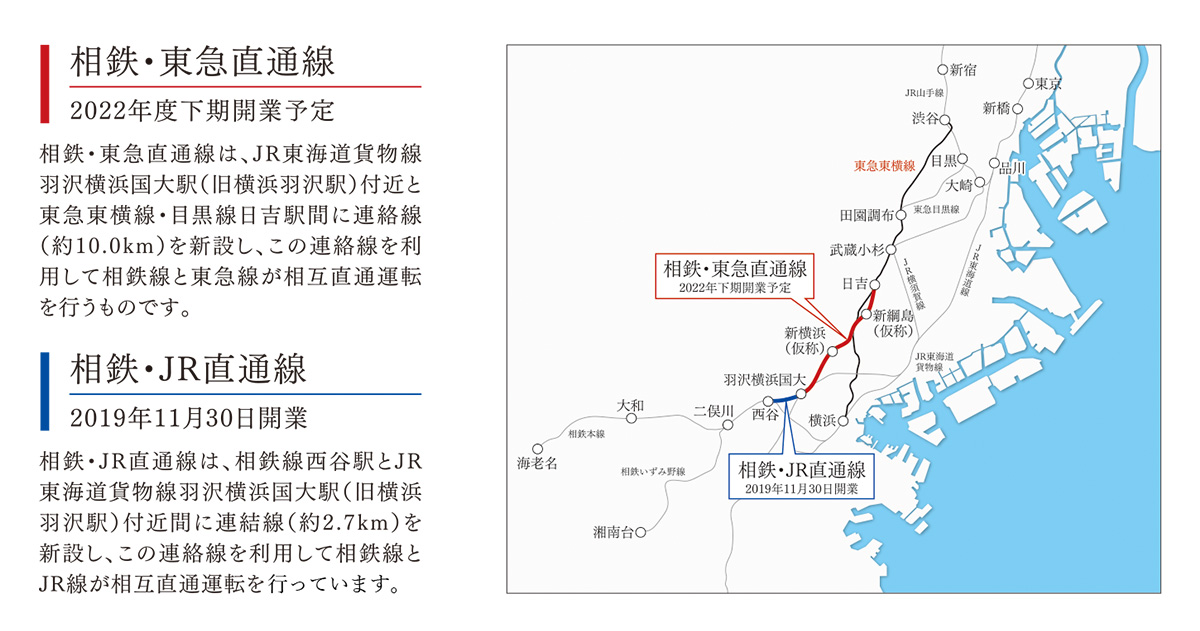 相鉄・東急直通線
2022年度下期開業予定
相鉄・東急直通線は、JR東海道貨物線
羽沢横浜国大駅（旧横浜羽沢駅）付近と
東急東横線・目黒線日吉駅間に連絡線
（約10.0km）を新設し、この連絡線を利
用して相鉄線と東急線が相互直通運転
を行うものです。
相鉄・JR直通線
2019年11月30日開業
相鉄・JR直通線は、相鉄線西谷駅とJR
東海道貨物線羽沢横浜国大駅（旧横浜
羽沢駅）付近間に連結線（約2.7km）を
新設し、この連絡線を利用して相鉄線と
JR線が相互直通運転を行っています。
新宿
東京
JR山手線
新橋
渋谷
東急東横線
目黒
品川
大崎
田園調布
東急目黒線
武蔵小杉
JR横須賀線
JR東海道線
相鉄・東急直通線
2022年下期開業予定
日吉
新綱島
（仮称）
新横浜
（仮称）
JR東海道
貨物線
羽沢横浜国大
大和
二俣川
西谷
横浜
相鉄本線
海老名
相鉄いずみ野線
相鉄・JR直通線
2019年11月30日開業
湘南台